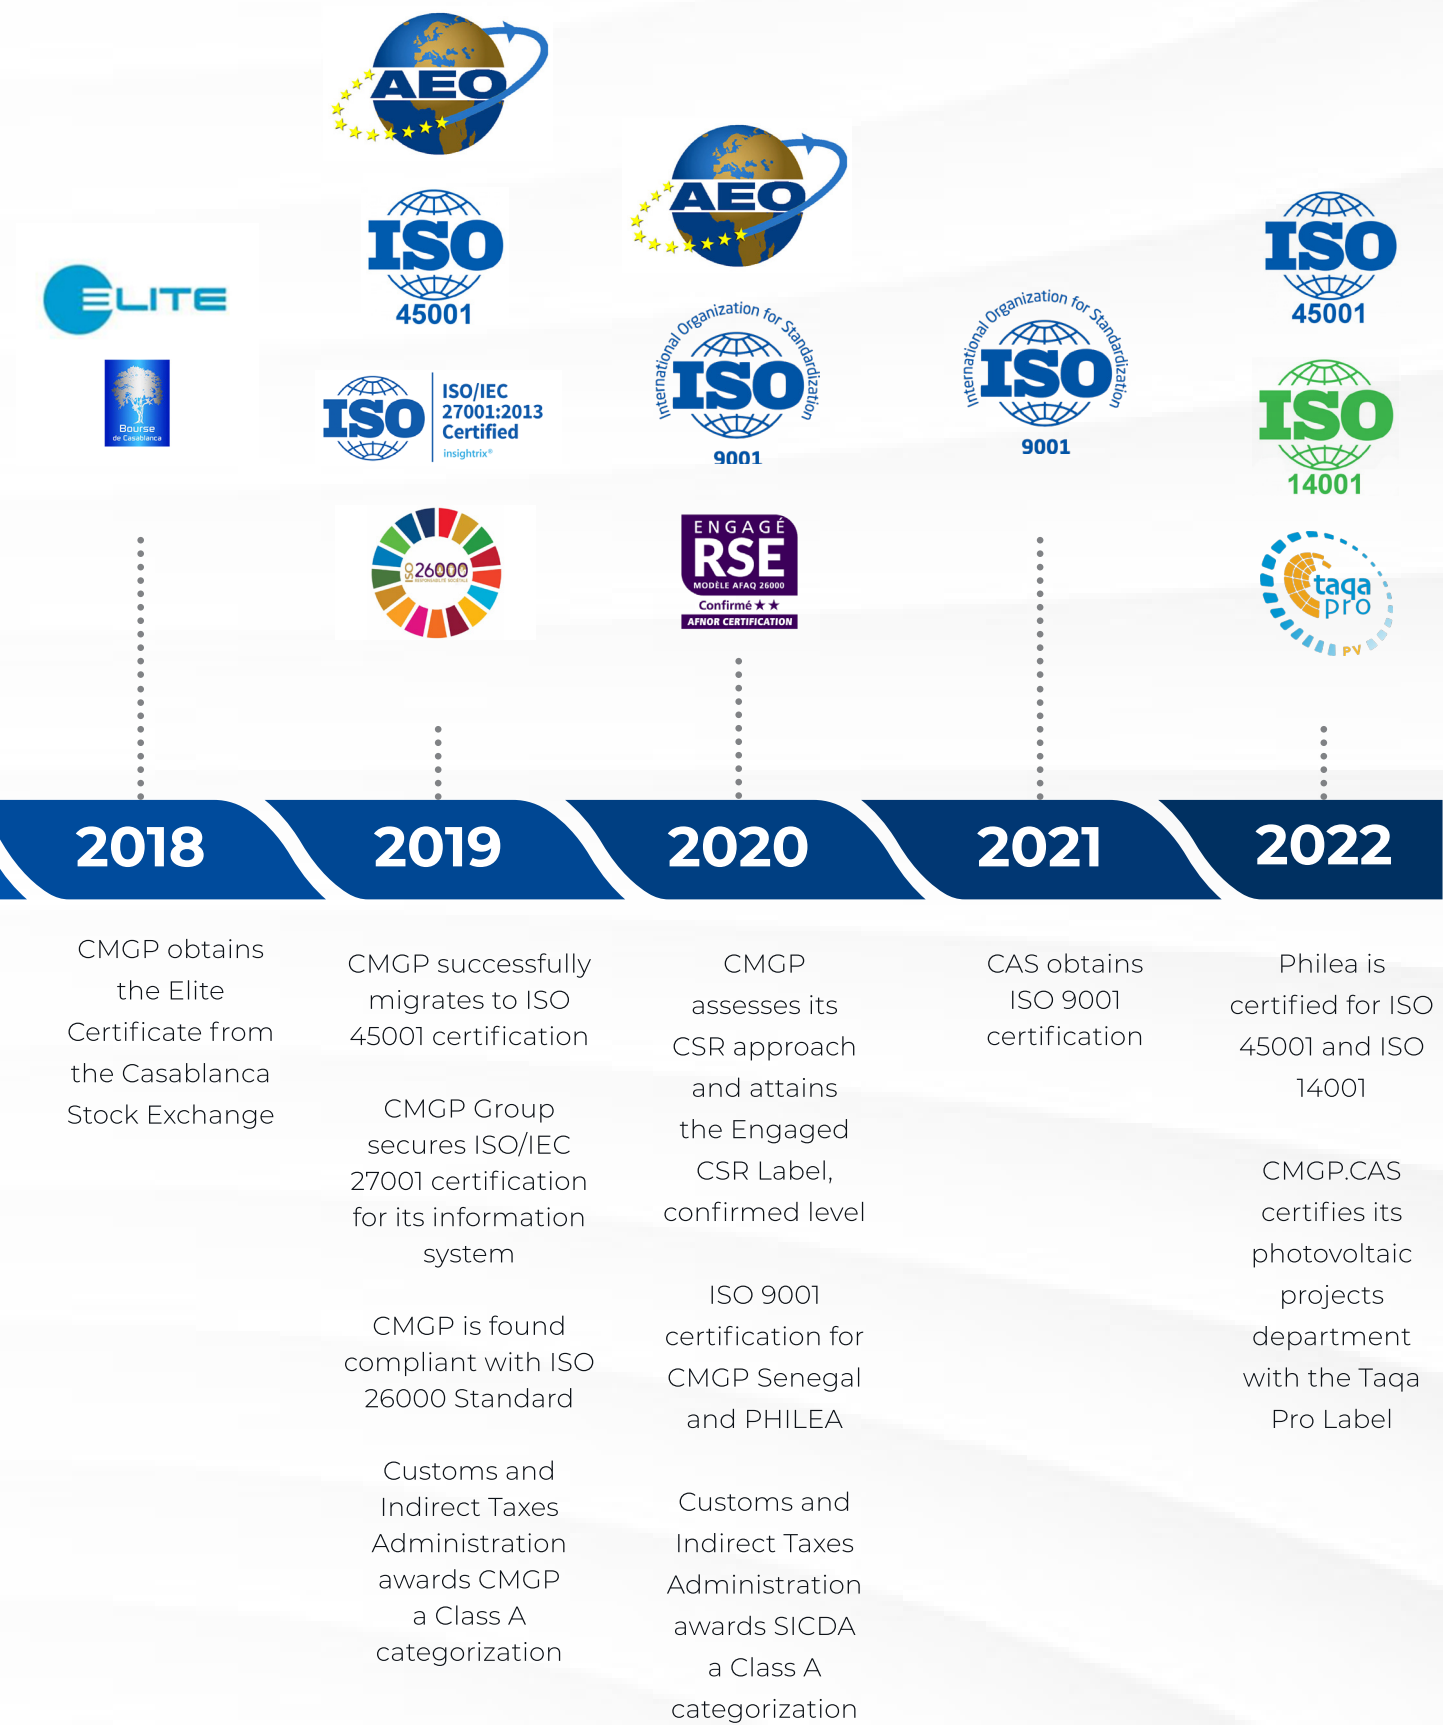 ELITE
Bourse
de Casablanca
AEO
ISO
45001
ISO
ISO/IEC
27001:2013
Certified
insightrix®
ISO 26000
RESPONSABILITÉ SOCIÉTALE
AEO
International Organization for Standardization
ISO
9001
ENGAGÉ
RSE
MODÈLE AFAQ 26000
Confirmé ★★
AFNOR CERTIFICATION
International Organization for Standardization
ISO
9001
ISO
45001
ISO
14001
taqa
pro
PV
2018
CMGP obtains
the Elite
Certificate from
the Casablanca
Stock Exchange
2019
CMGP successfully
migrates to ISO
45001 certification
CMGP Group
secures ISO/IEC
27001 certification
for its information
system
CMGP is found
compliant with ISO
26000 Standard
Customs and
Indirect Taxes
Administration
awards CMGP
a Class A
categorization
2020
CMGP
assesses its
CSR approach
and attains
the Engaged
CSR Label,
confirmed level
ISO 9001
certification for
CMGP Senegal
and PHILEA
Customs and
Indirect Taxes
Administration
awards SICDA
a Class A
categorization
2021
CAS obtains
ISO 9001
certification
2022
Philea is
certified for ISO
45001 and ISO
14001
CMGP.CAS
certifies its
photovoltaic
projects
department
with the Taqa
Pro Label